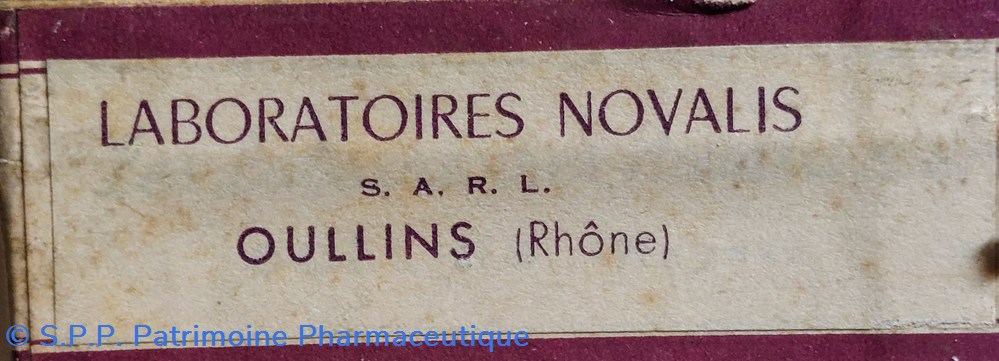 LABORATOIRES NOVALIS
S. A. R. L.
OULLINS (Rhône)
© S.P.P. Patrimoine Pharmaceutique